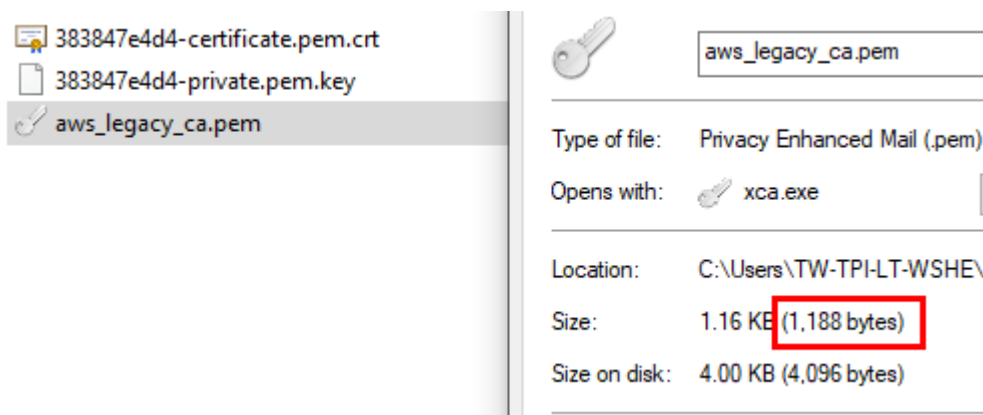 383847e4d4-certificate.pem.crt
383847e4d4-private.pem.key
aws_legacy_ca.pem
aws_legacy_ca.pem
Type of file: Privacy Enhanced Mail (.pem)
Opens with: xca.exe
Location: C:\Users\TW-TPI-LT-WSHE\
Size: 1.16 KB (1,188 bytes)
Size on disk: 4.00 KB (4,096 bytes)